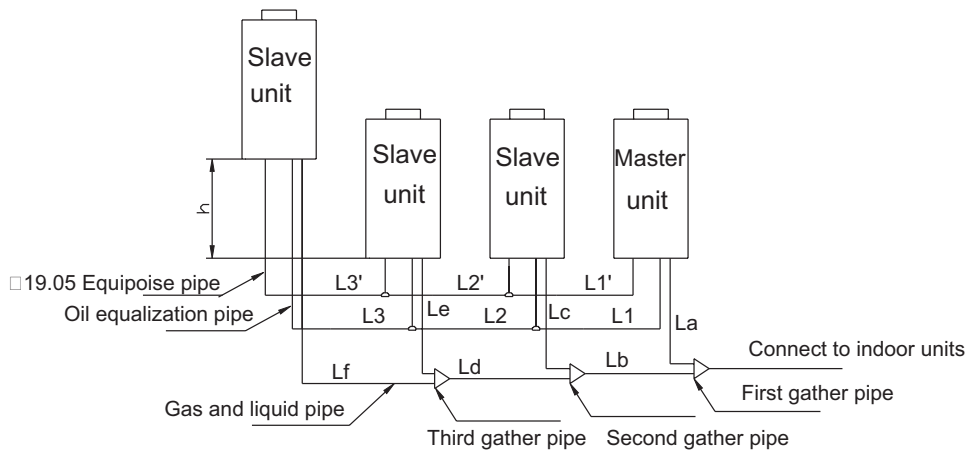 Slave
unit
Slave
unit
Slave
unit
Master
unit
h
□19.05 Equipoise pipe
L3'
L2'
L1'
Oil equalization pipe
L3
Le
L2
Lc
L1
La
Connect to indoor units
Lf
Ld
Lb
First gather pipe
Gas and liquid pipe
Third gather pipe
Second gather pipe